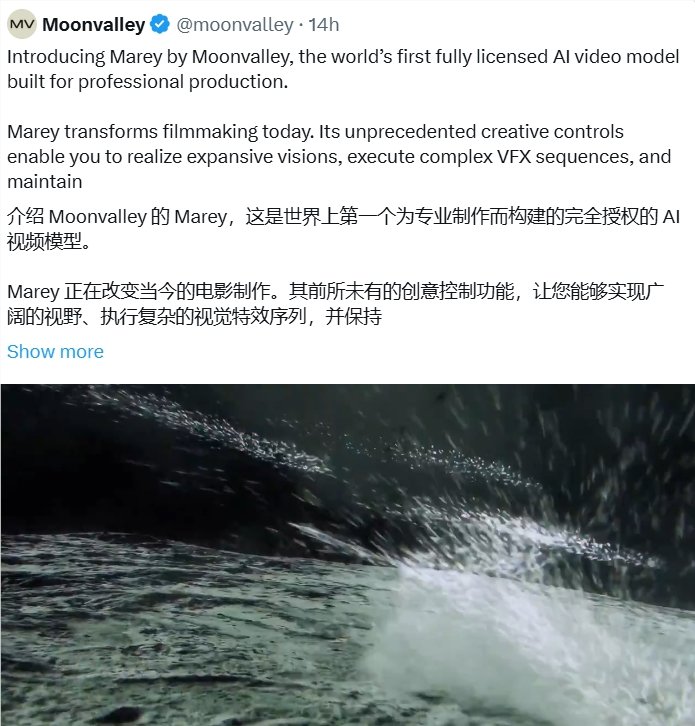 MV Moonvalley @moonvalley · 14h
Introducing Marey by Moonvalley, the world’s first fully licensed AI video model
built for professional production.
Marey transforms filmmaking today. Its unprecedented creative controls
enable you to realize expansive visions, execute complex VFX sequences, and
maintain
介绍 Moonvalley 的 Marey，这是世界上第一个为专业制作而构建的完全授权的 AI
视频模型。
Marey 正在改变当今的电影制作。其前所未有的创意控制功能，让您能够实现广
阔的视野、执行复杂的视觉特效序列，并保持
Show more